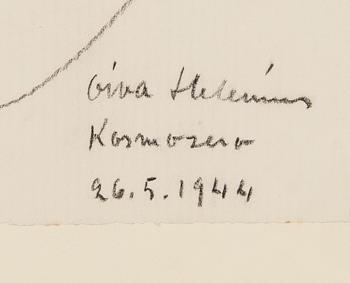 Oiva Helenius
Kosmozero
26.5.1944